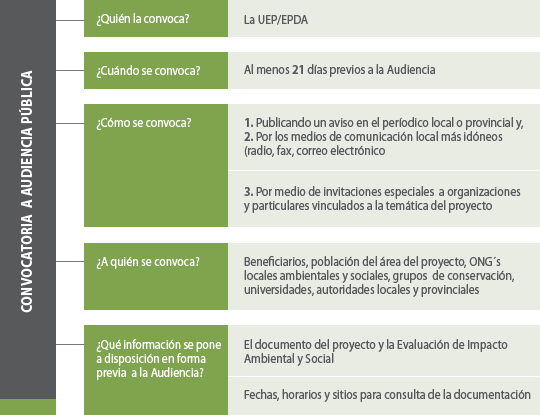 CONVOCATORIA A AUDIENCIA PÚBLICA
¿Quién la convoca?
La UEP/EPDA
¿Cuándo se convoca?
Al menos 21 días previos a la Audiencia
¿Cómo se convoca?
1. Publicando un aviso en el períodico local o provincial y,
2. Por los medios de comunicación local más idóneos
(radio, fax, correo electrónico
3. Por medio de invitaciones especiales a organizaciones
y particulares vinculados a la temática del proyecto
¿A quién se convoca?
Beneficiarios, población del área del proyecto, ONG´s
locales ambientales y sociales, grupos de conservación,
universidades, autoridades locales y provinciales
¿Qué información se pone
a disposición en forma
previa a la Audiencia?
El documento del proyecto y la Evaluación de Impacto
Ambiental y Social
Fechas, horarios y sitios para consulta de la documentación